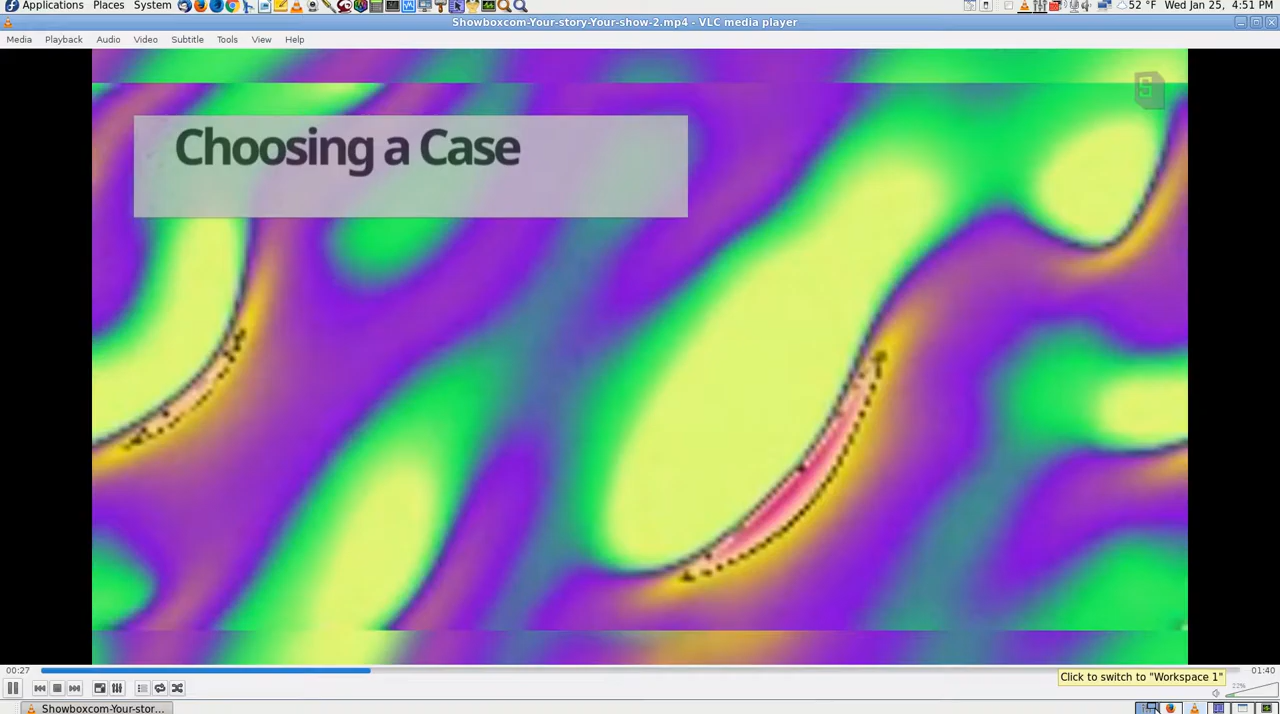 Applications Places System
52 °F Wed Jan 25, 4:51 PM
Showboxcom-Your-story-Your-show-2.mp4 - VLC media player
Media Playback Audio Video Subtitle Tools View Help
Choosing a Case
00:27
01:40
Click to switch to "Workspace 1"
22%
Showboxcom-Your-stor...